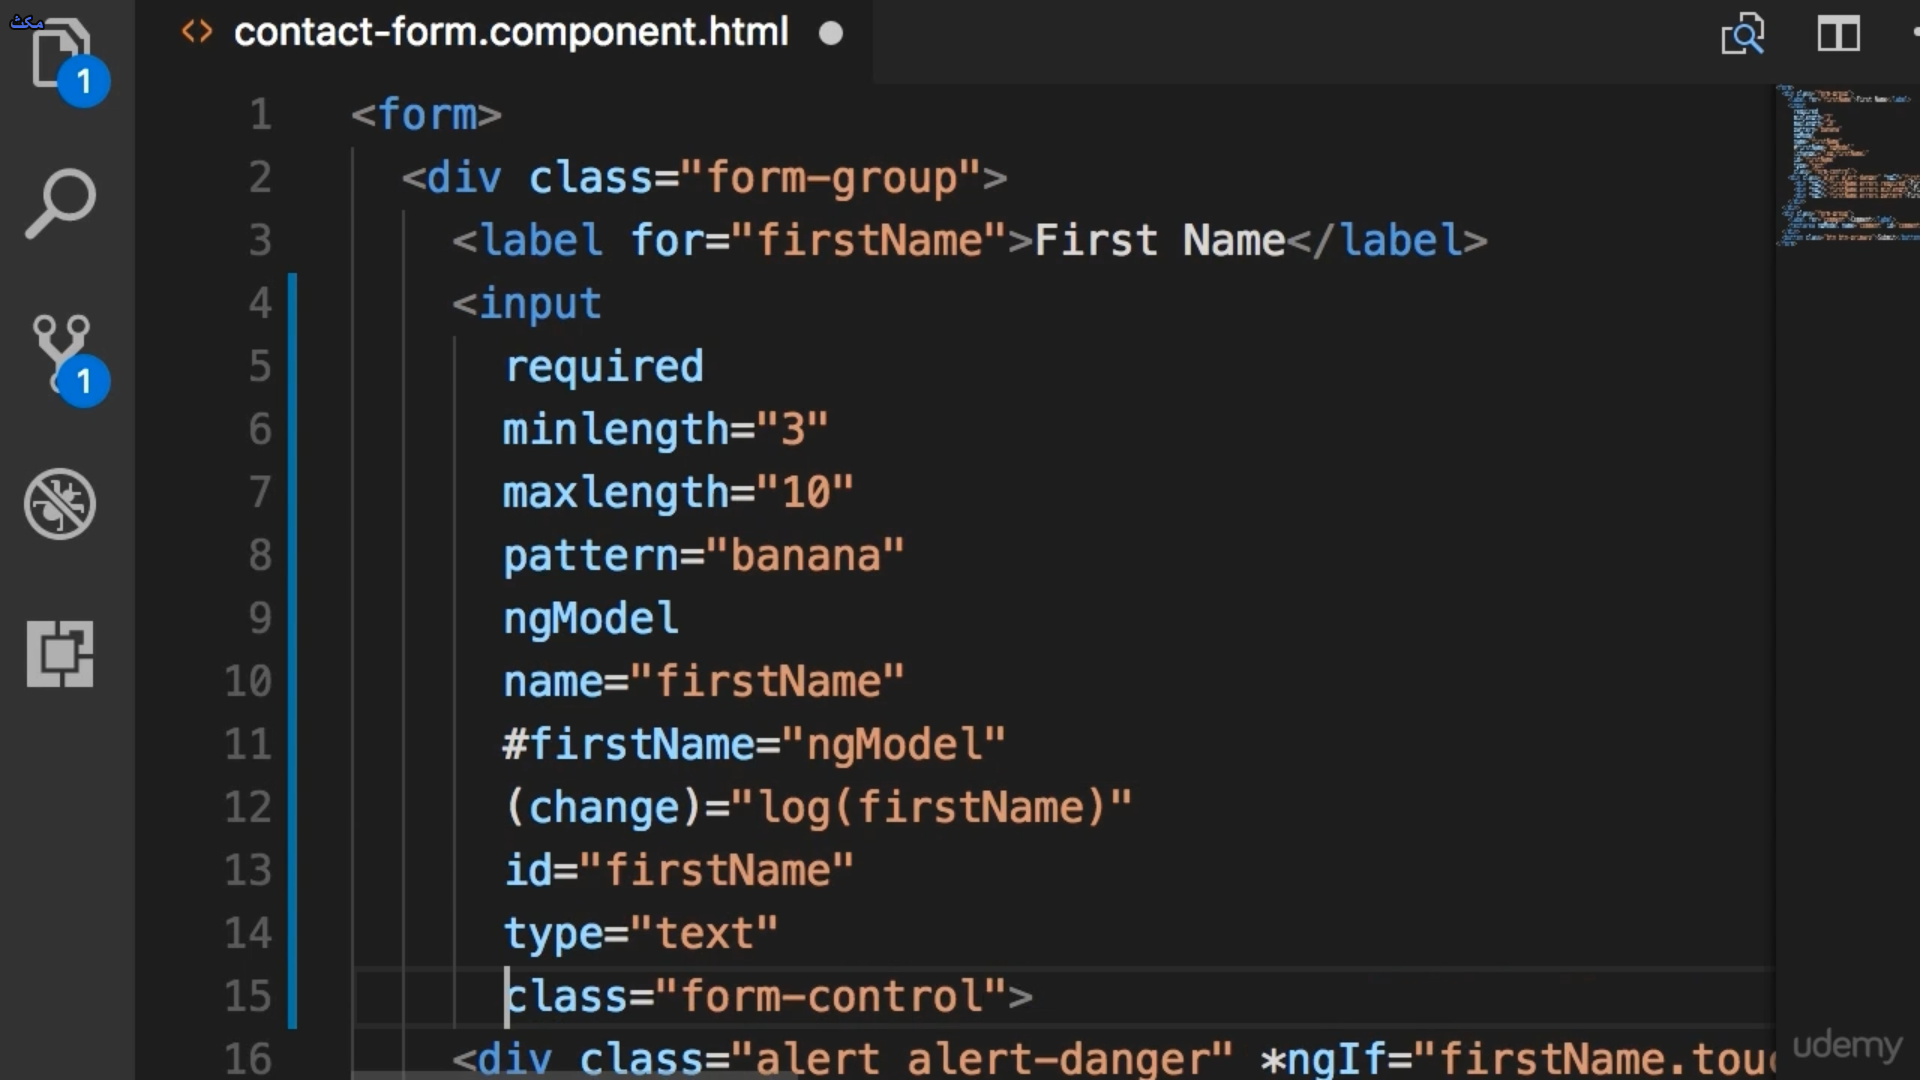 مكث
contact-form.component.html
1
1
1 <form>
2 <div class="form-group">
3 <label for="firstName">First Name</label>
4 <input
5 required
6 minlength="3"
7 maxlength="10"
8 pattern="banana"
9 ngModel
10 name="firstName"
11 #firstName="ngModel"
12 (change)="log(firstName)"
13 id="firstName"
14 type="text"
15 class="form-control">
16 <div class="alert alert-danger" *ngIf="firstName.touc
udemy